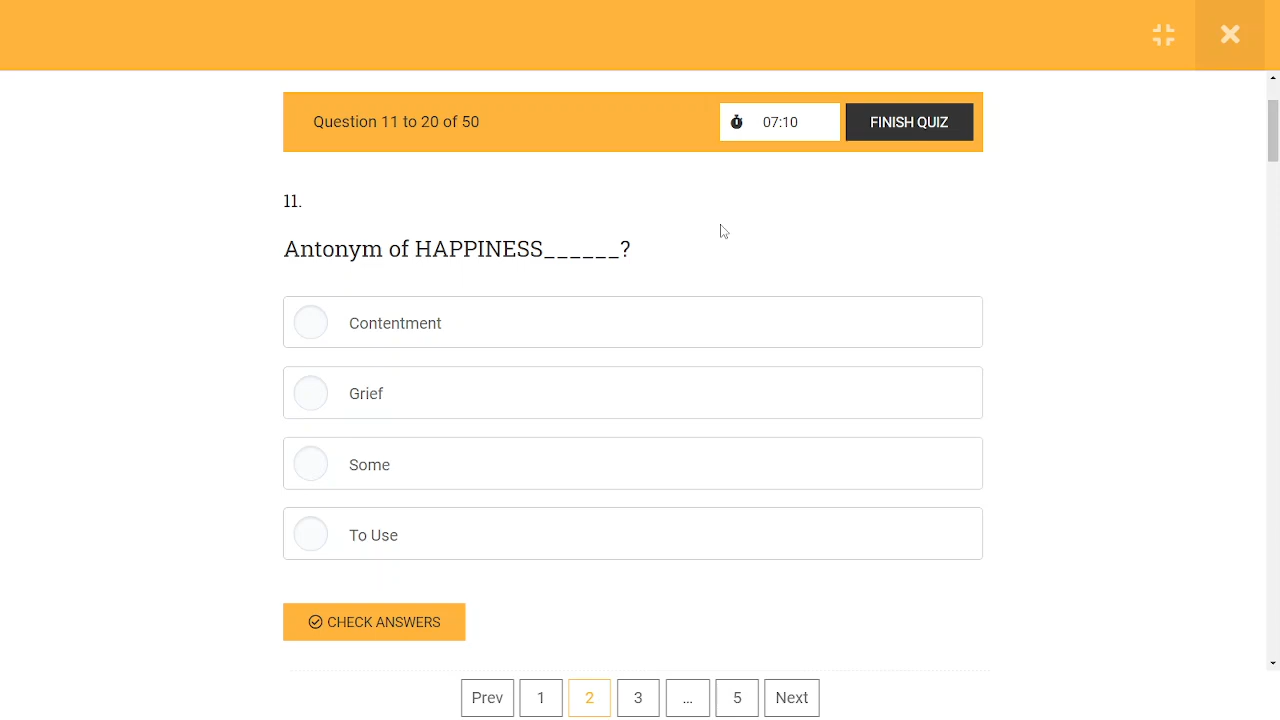 Question 11 to 20 of 50
07:10
FINISH QUIZ
11.
Antonym of HAPPINESS______?
Contentment
Grief
Some
To Use
CHECK ANSWERS
Prev 1 2 3 ... 5 Next